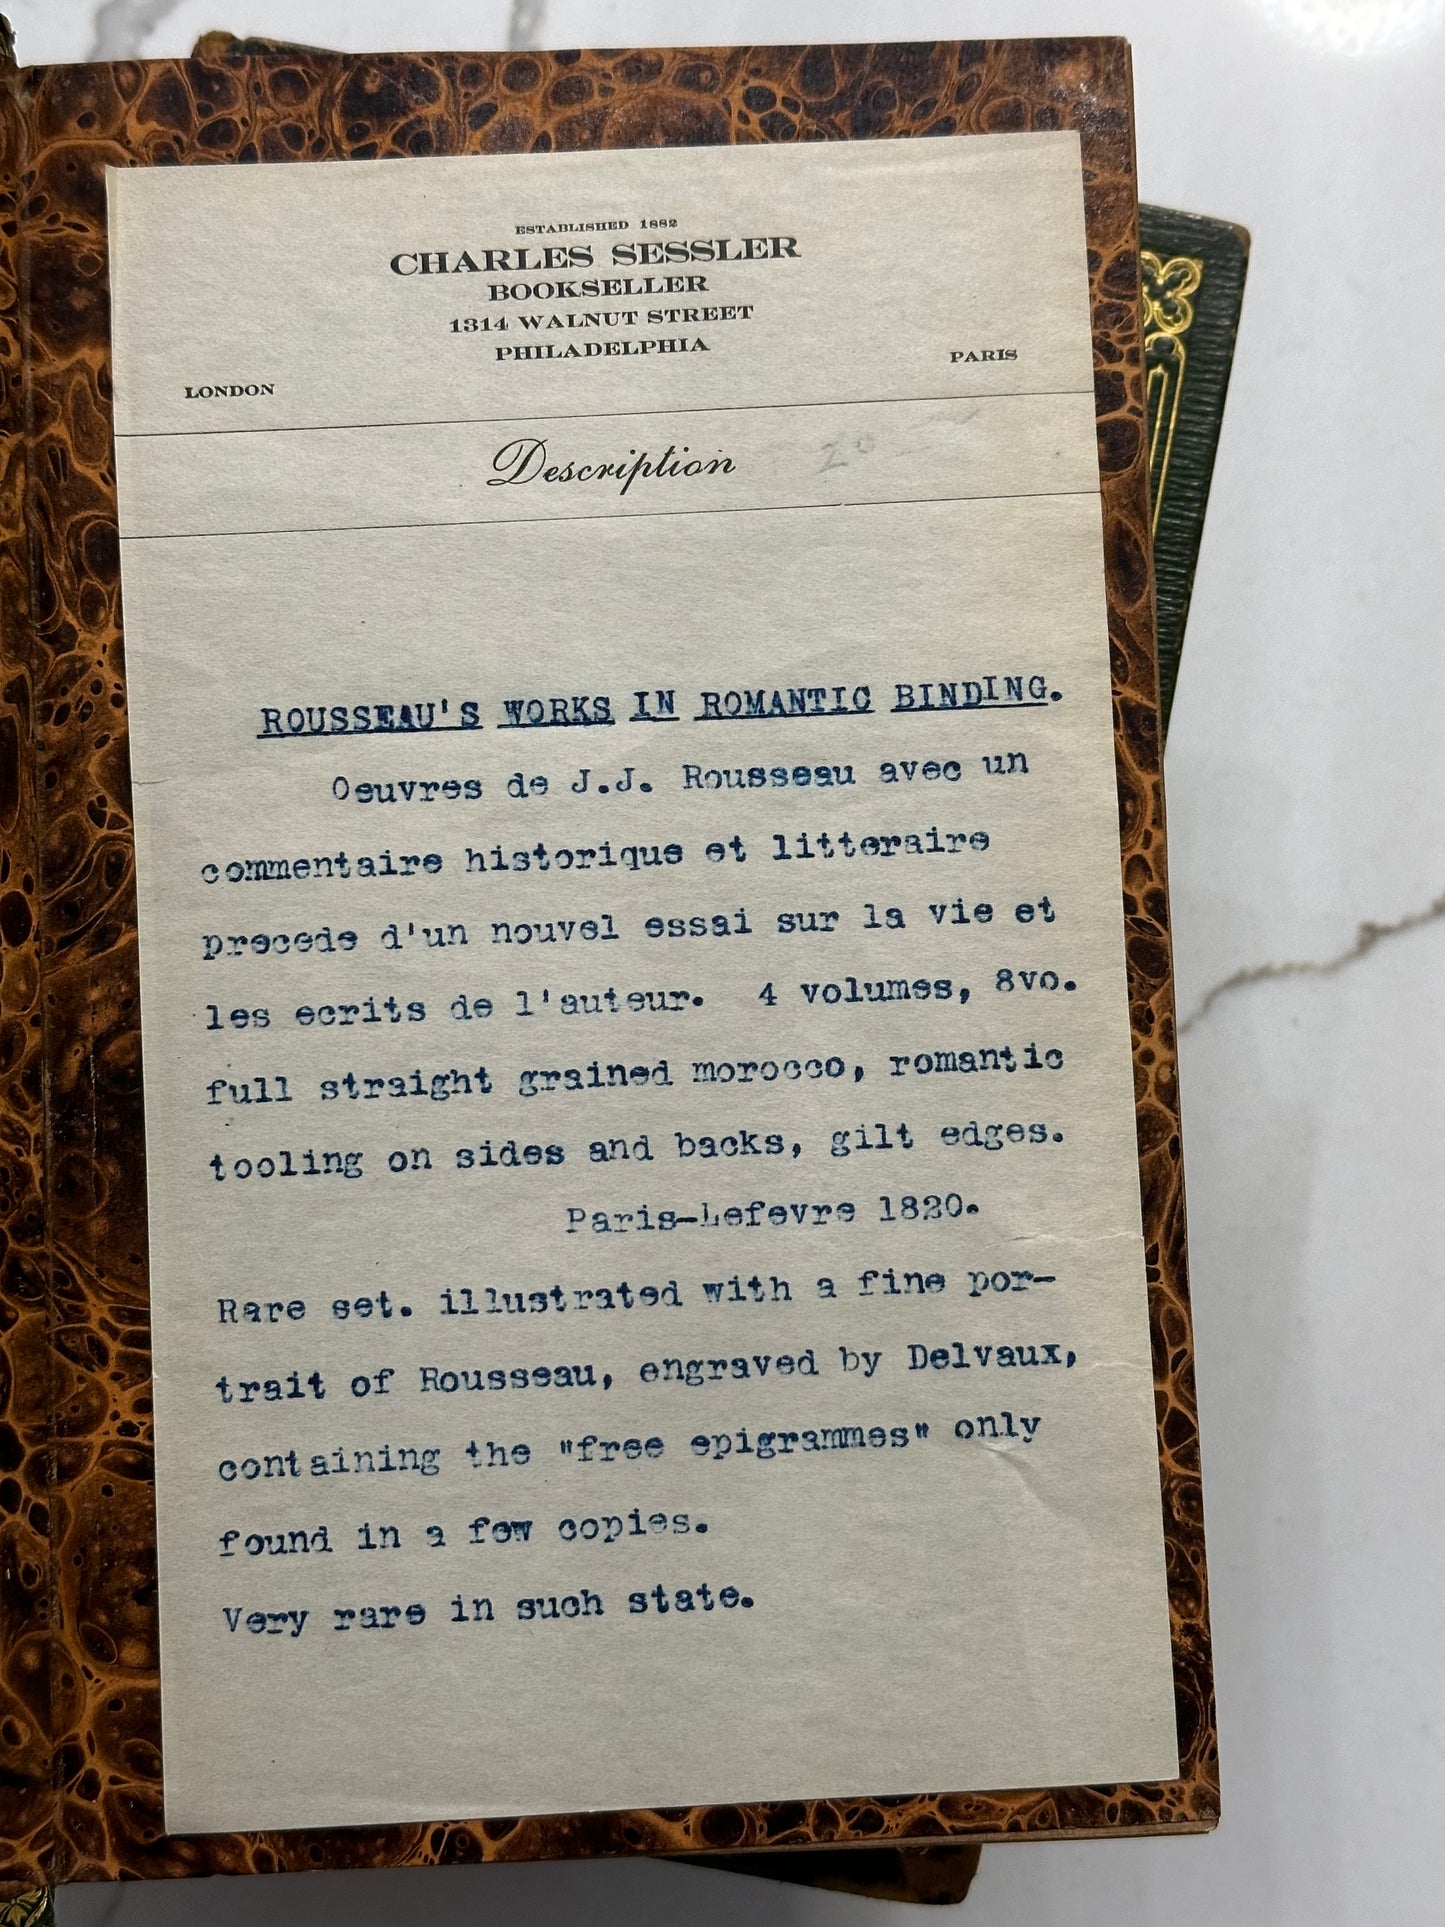 ESTABLISHED 1882
CHARLES SESSLER
BOOKSELLER
1314 WALNUT STREET
PHILADELPHIA
LONDON PARIS
Description 20
ROUSSEAU'S WORKS IN ROMANTIC BINDING.
Oeuvres de J.J. Rousseau avec un
commentaire historique et litteraire
precede d'un nouvel essai sur la vie et
les ecrits de l'auteur. 4 volumes, 8vo.
full straight grained morocco, romantic
tooling on sides and backs, gilt edges.
Paris-Lefevre 1820.
Rare set. illustrated with a fine por-
trait of Rousseau, engraved by Delvaux,
containing the "free epigrammes" only
found in a few copies.
Very rare in such state.